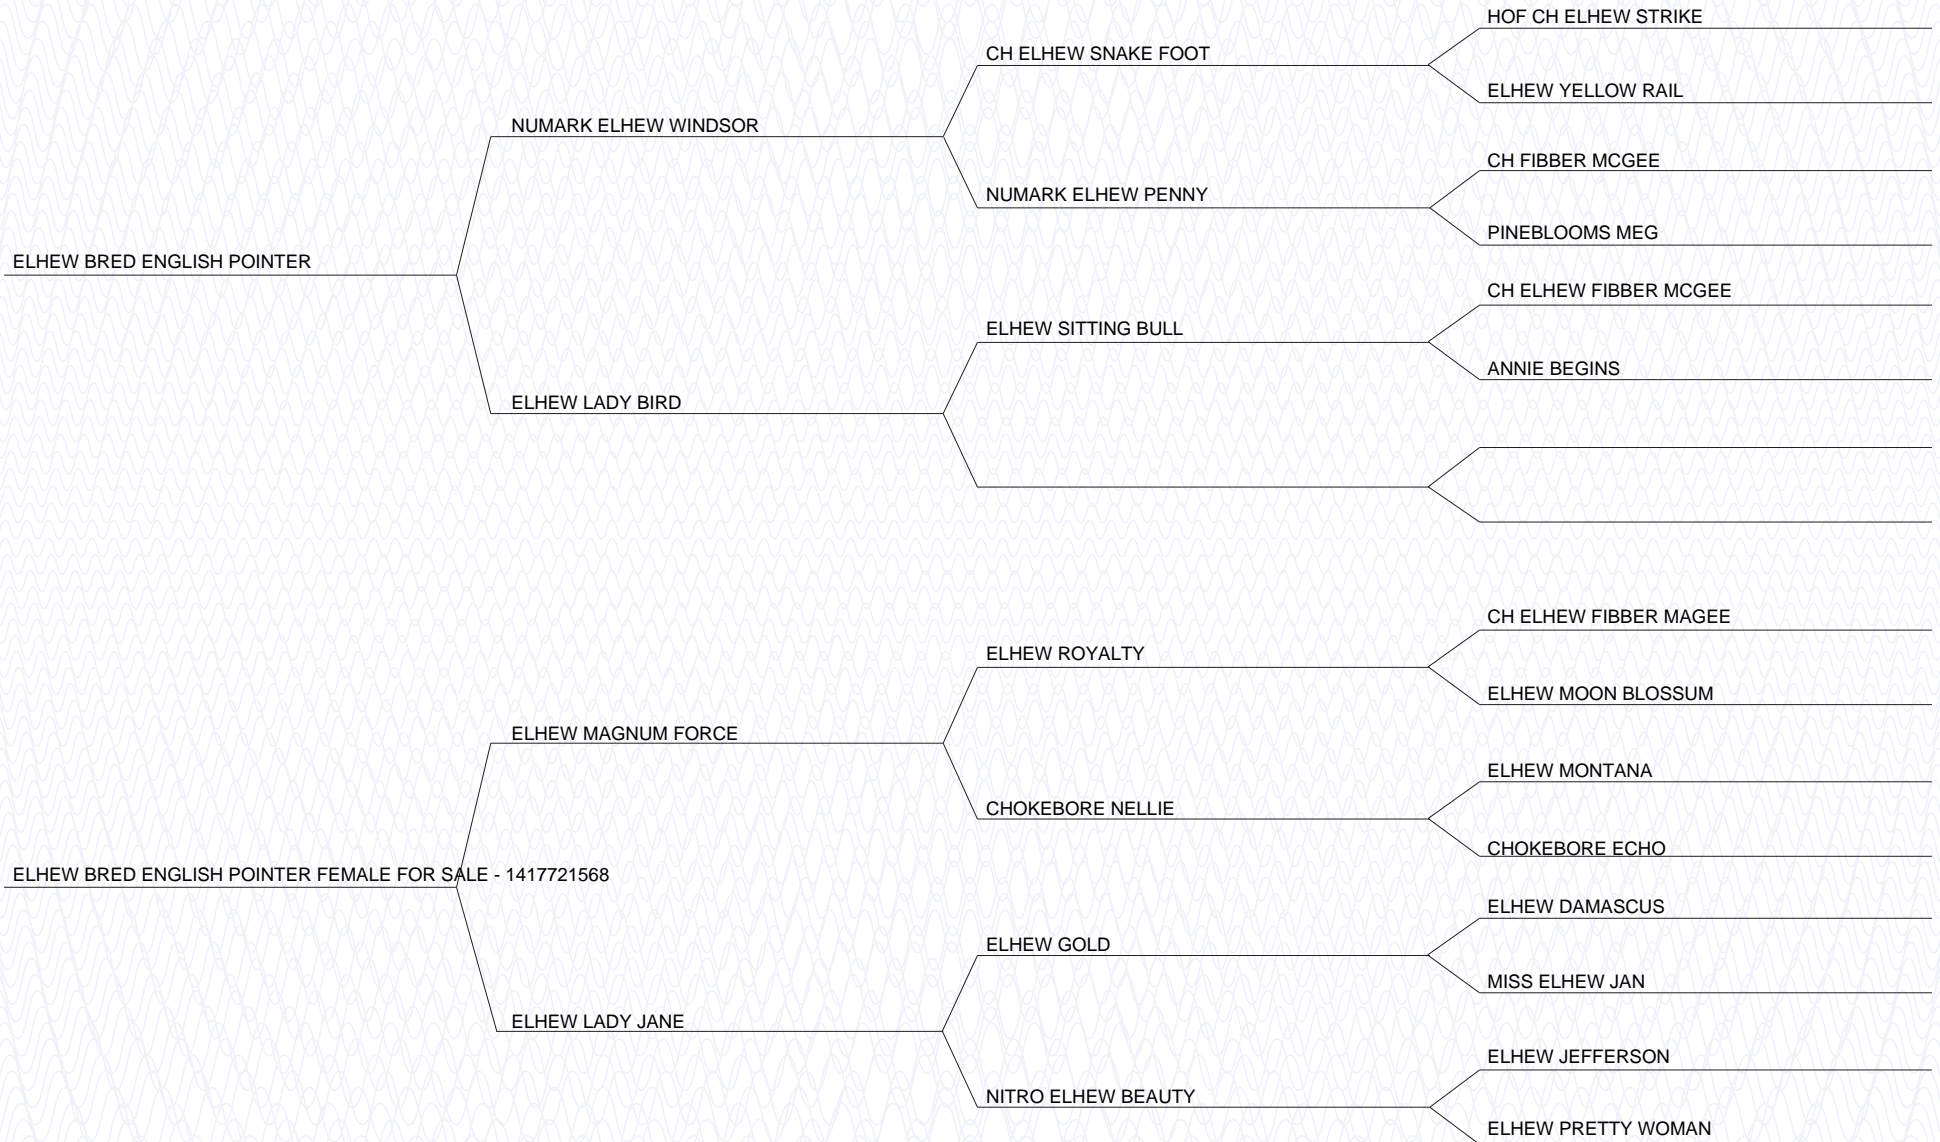 HOF CH ELHEW STRIKE
CH ELHEW SNAKE FOOT
ELHEW YELLOW RAIL
NUMARK ELHEW WINDSOR
CH FIBBER MCGEE
NUMARK ELHEW PENNY
PINEBLOOMS MEG
ELHEW BRED ENGLISH POINTER
CH ELHEW FIBBER MCGEE
ELHEW SITTING BULL
ANNIE BEGINS
ELHEW LADY BIRD
CH ELHEW FIBBER MAGEE
ELHEW ROYALTY
ELHEW MOON BLOSSUM
ELHEW MAGNUM FORCE
ELHEW MONTANA
CHOKEBORE NELLIE
CHOKEBORE ECHO
ELHEW BRED ENGLISH POINTER FEMALE FOR SALE - 1417721568
ELHEW DAMASCUS
ELHEW GOLD
MISS ELHEW JAN
ELHEW LADY JANE
ELHEW JEFFERSON
NITRO ELHEW BEAUTY
ELHEW PRETTY WOMAN